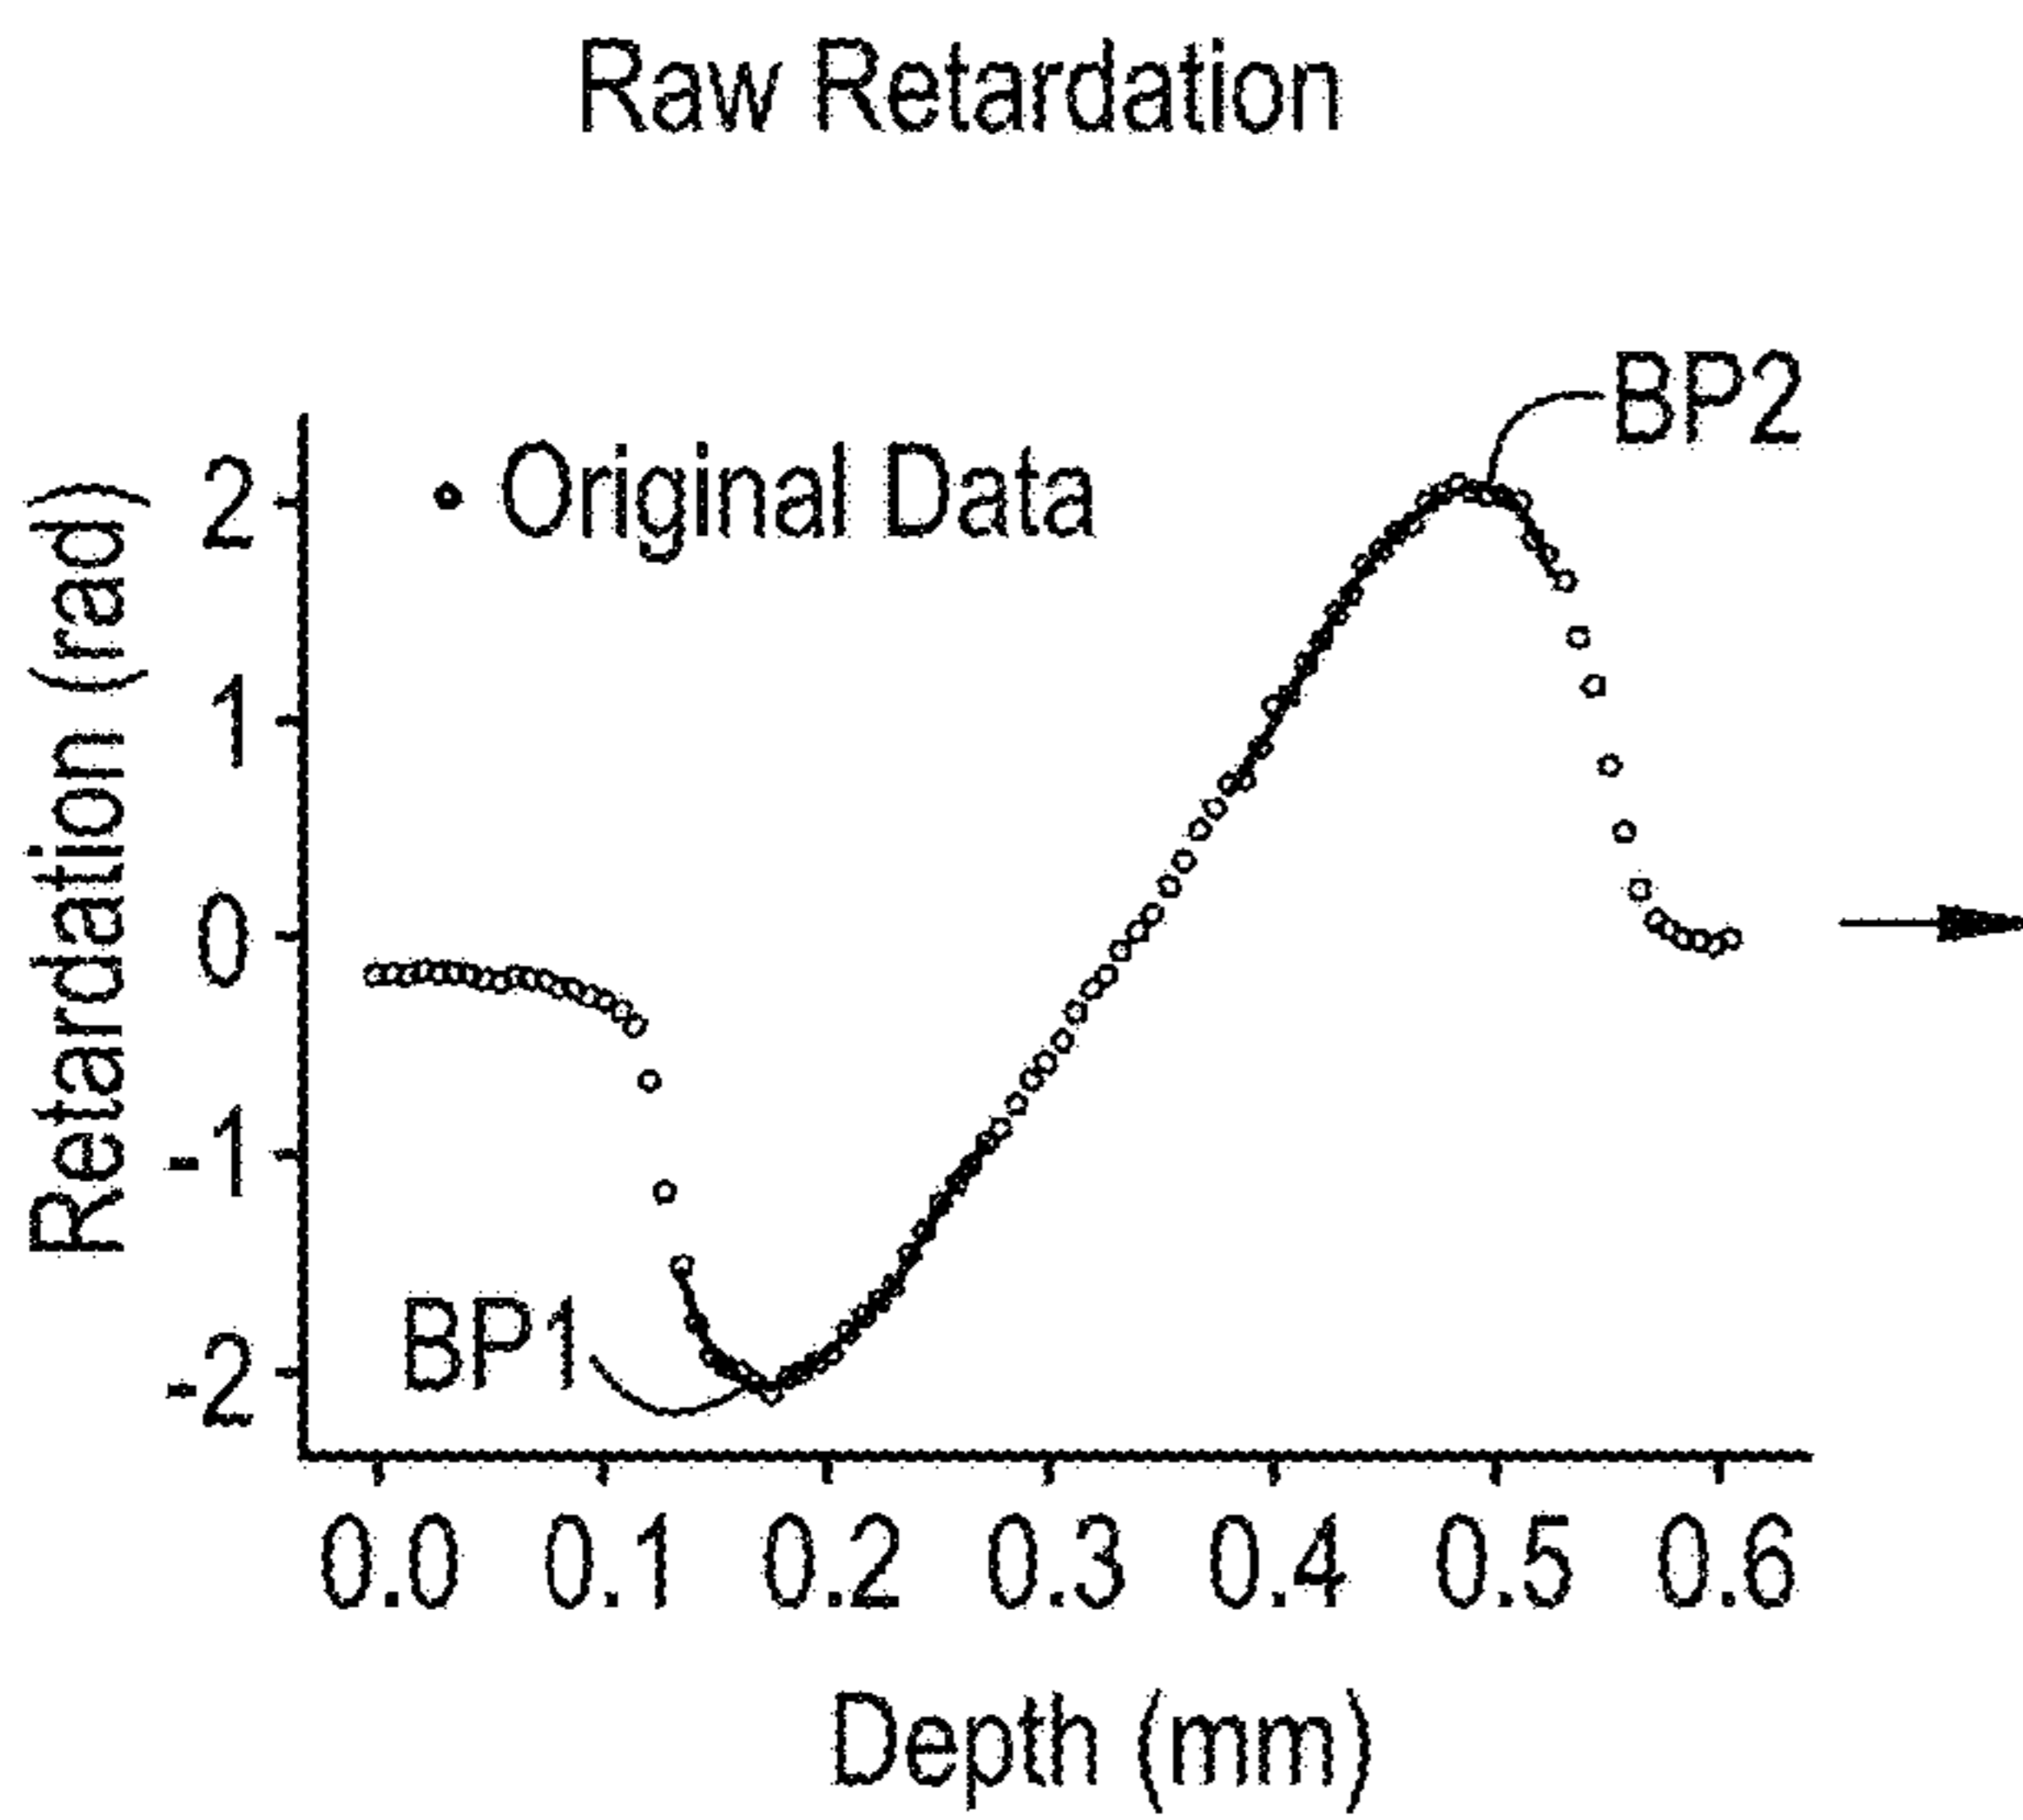 Raw Retardation
BP2
Original Data
Retardation (rad)
2
1
0
-1
-2
BP1
0.0 0.1 0.2 0.3 0.4 0.5 0.6
Depth (mm)